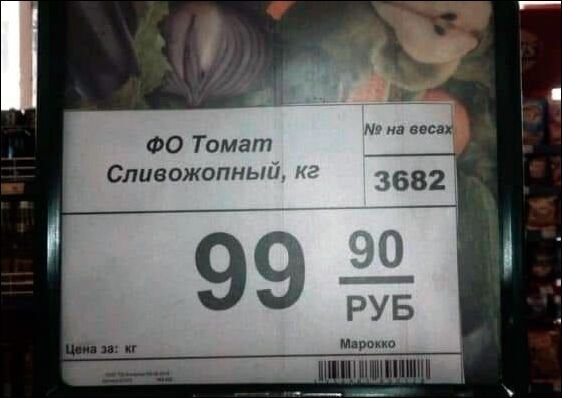 ФО Томат
Сливожопный, кг
№ на весах
3682
99 90
РУБ
Цена за: кг
Марокко